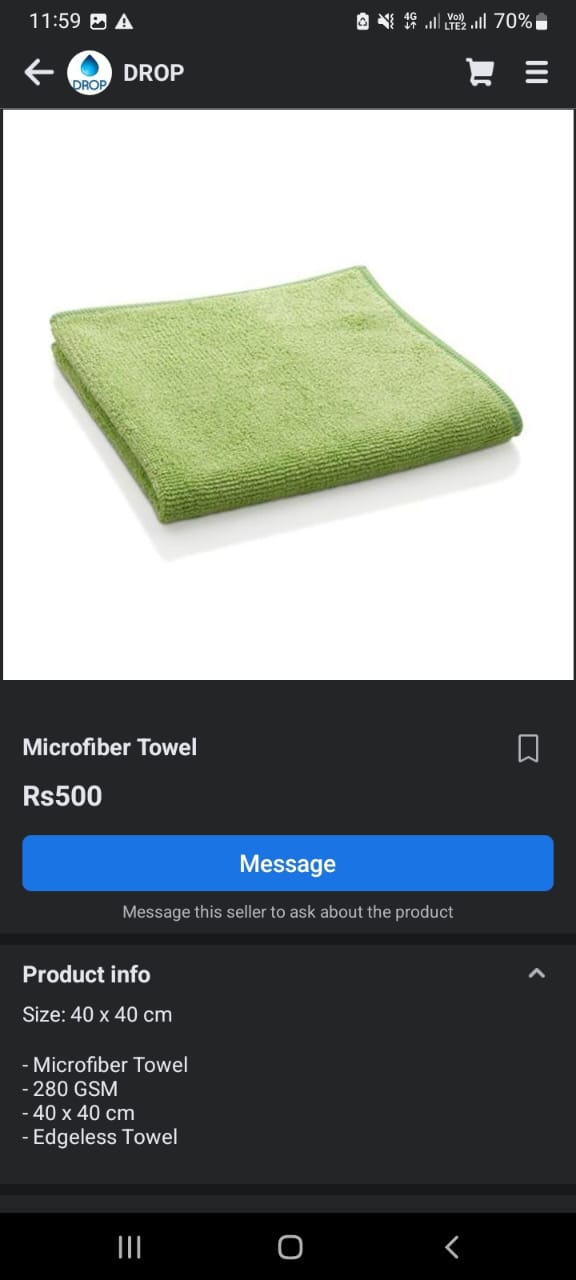 11:59 4G Vo)) LTE2 70%
DROP DROP
Microfiber Towel
Rs500
Message
Message this seller to ask about the product
Product info
Size: 40 x 40 cm
- Microfiber Towel
- 280 GSM
- 40 x 40 cm
- Edgeless Towel